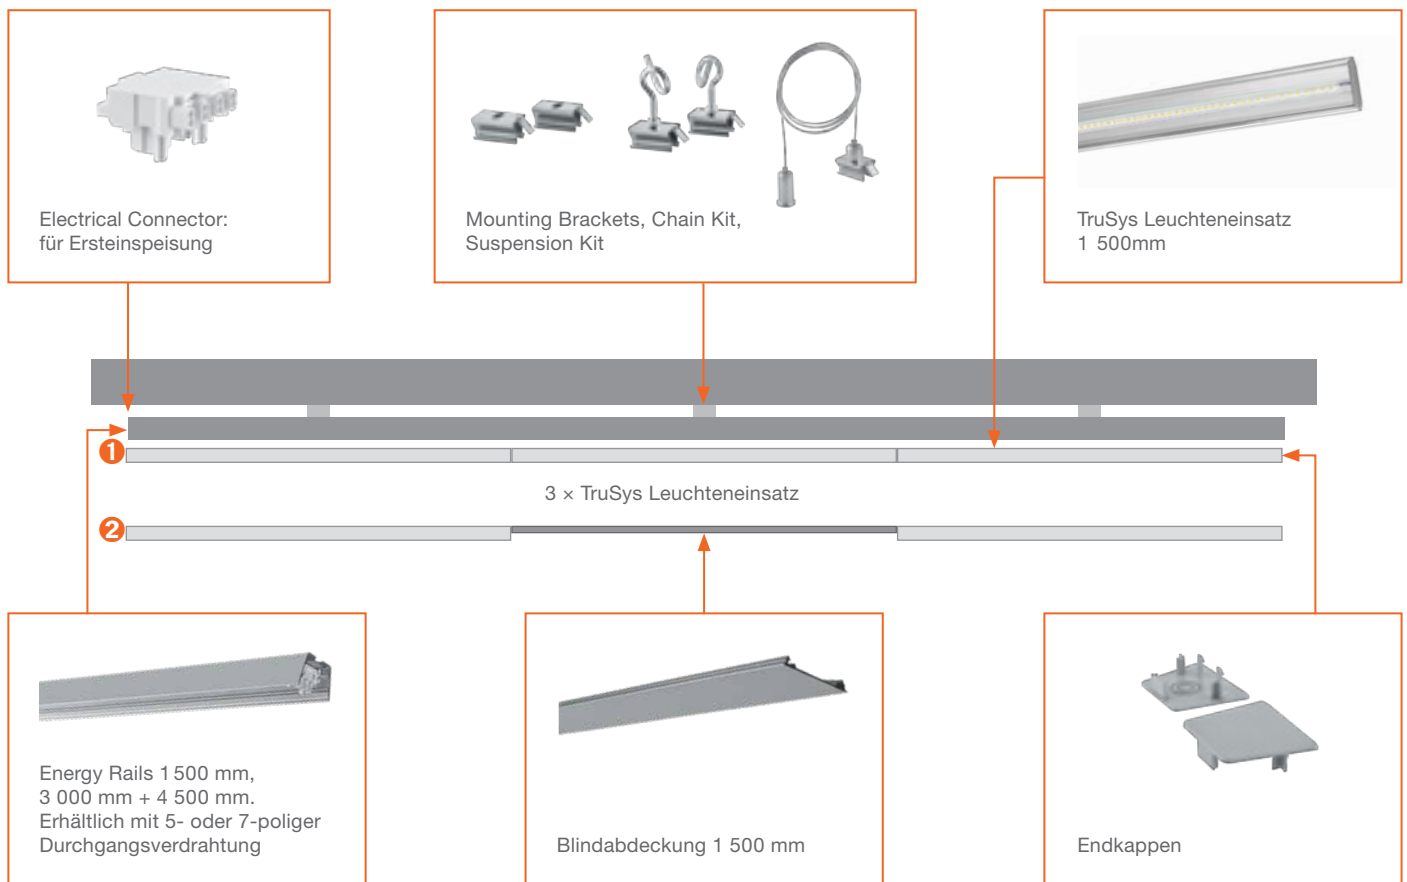 Electrical Connector:
für Ersteinspeisung
Mounting Brackets, Chain Kit,
Suspension Kit
TruSys Leuchteneinsatz
1 500mm
1
3 × TruSys Leuchteneinsatz
2
Energy Rails 1 500 mm,
3 000 mm + 4 500 mm.
Erhältlich mit 5- oder 7-poliger
Durchgangsverdrahtung
Blindabdeckung 1 500 mm
Endkappen